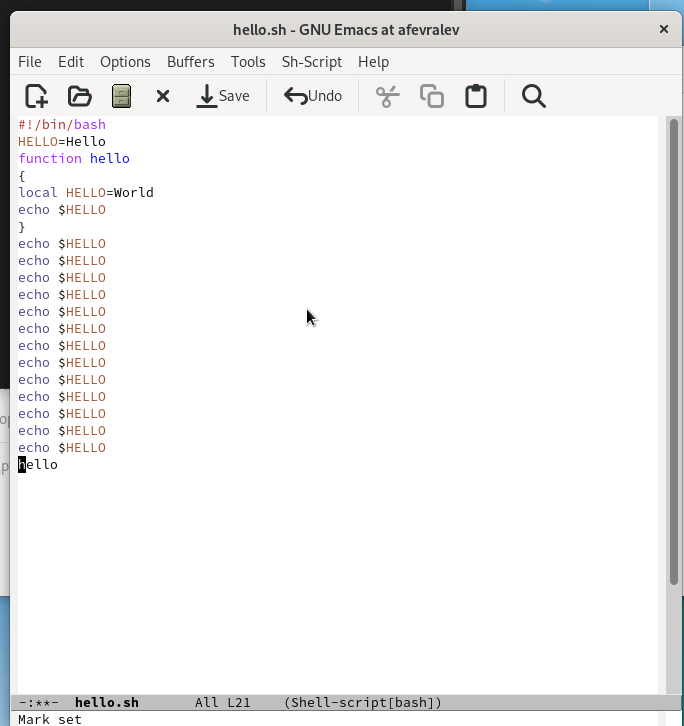 hello.sh - GNU Emacs at afevralev
File Edit Options Buffers Tools Sh-Script Help
Save Undo
#!/bin/bash
HELLO=Hello
function hello
{
local HELLO=World
echo $HELLO
}
echo $HELLO
echo $HELLO
echo $HELLO
echo $HELLO
echo $HELLO
echo $HELLO
echo $HELLO
echo $HELLO
echo $HELLO
echo $HELLO
echo $HELLO
echo $HELLO
echo $HELLO
hello
-:**- hello.sh All L21 (Shell-script[bash])
Mark set